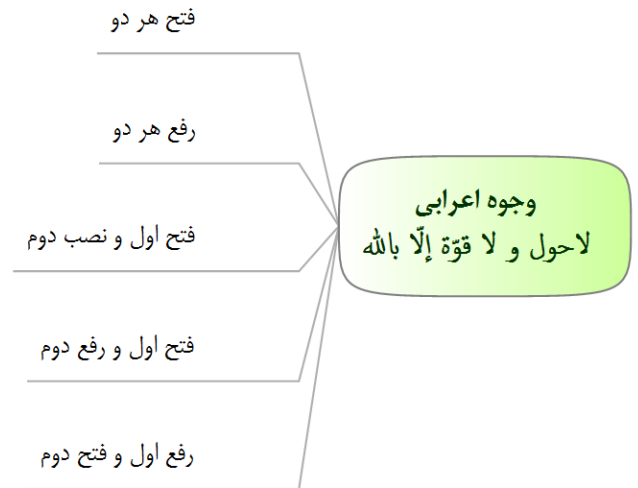 وجوه اعرابی
لاحول و لا قوّة إلّا بالله
فتح هر دو
رفع هر دو
فتح اول و نصب دوم
فتح اول و رفع دوم
رفع اول و فتح دوم